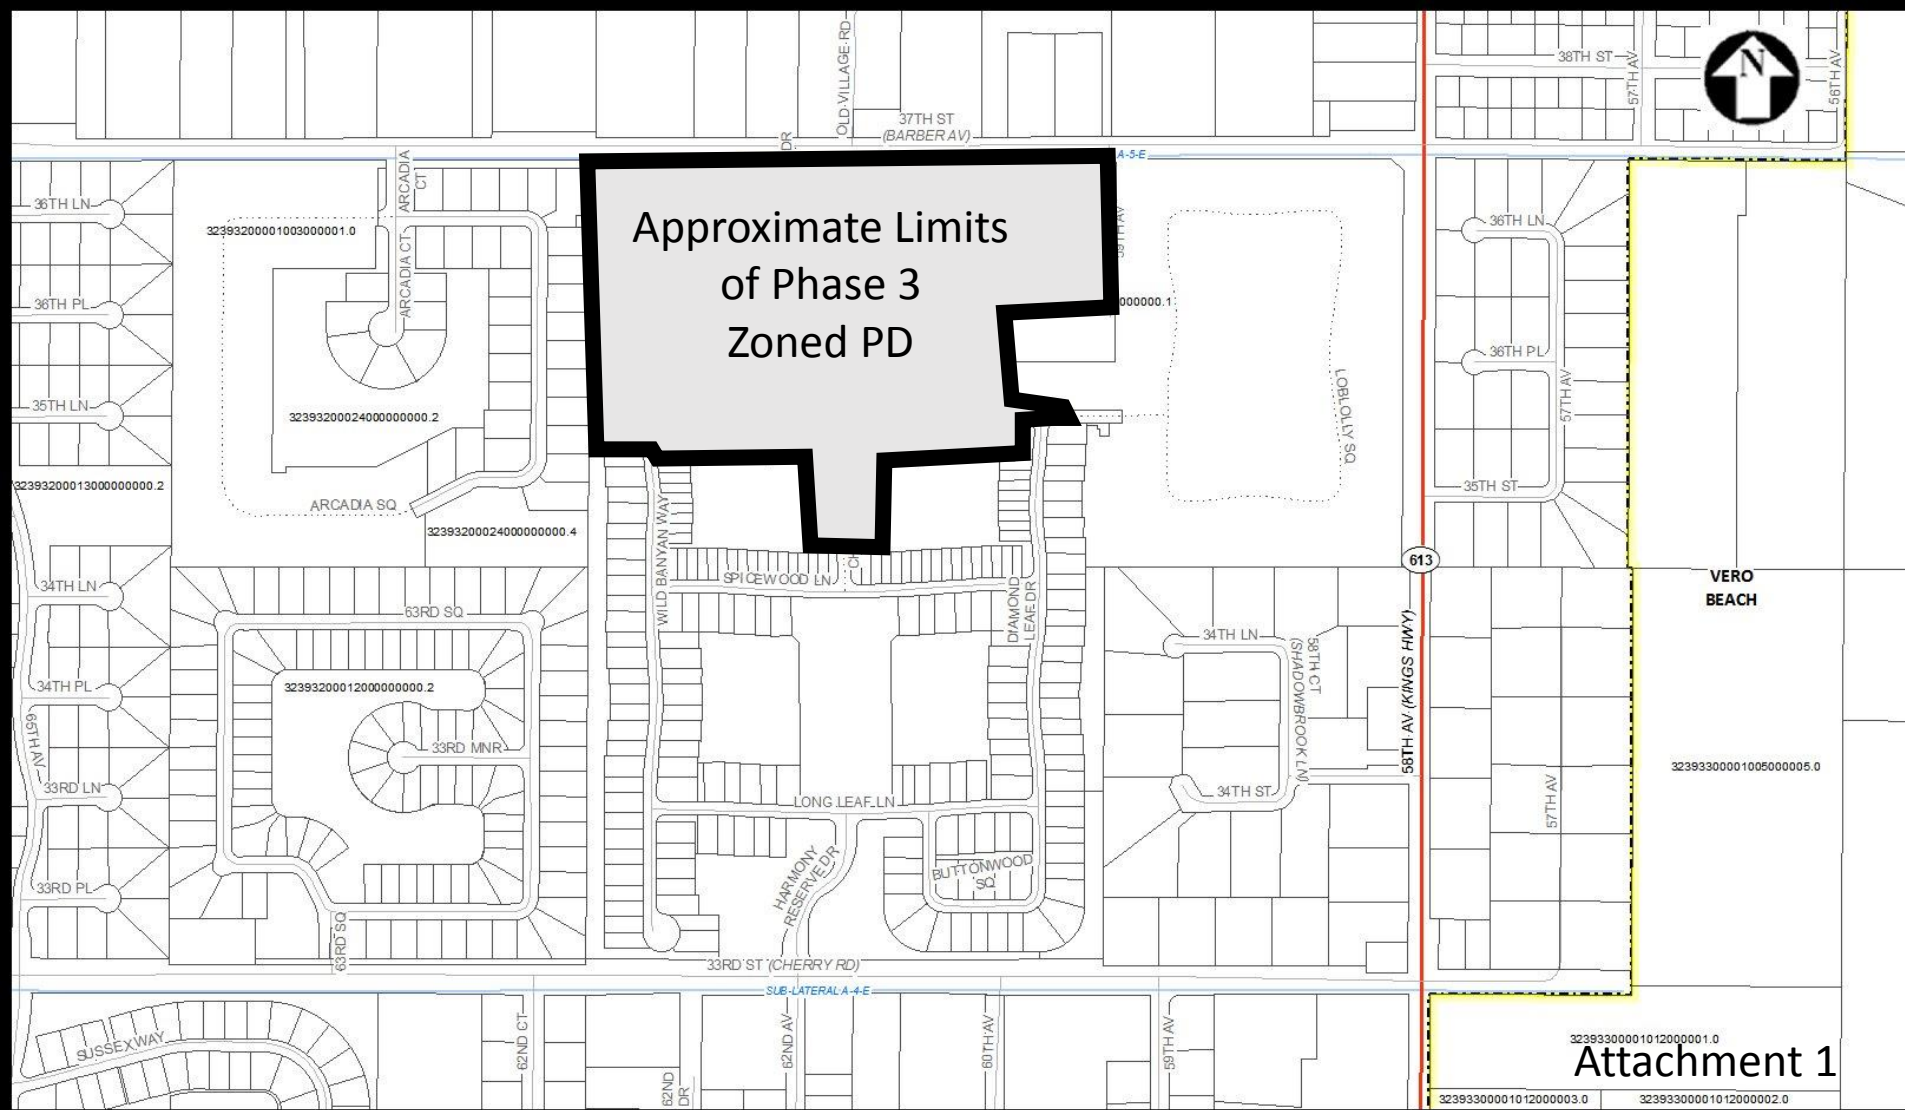 OLD VILLAGE RD
38TH ST
57TH AV
56TH AV
N
37TH ST
(BARBER AV)
DR
A-5-E
ARCADIA
CT
36TH LN
32393200001003000001.0
ARCADIA CT
Approximate Limits
of Phase 3
Zoned PD
59TH AV
36TH LN
36TH PL
000000.1
36TH PL
35TH LN
32393200024000000000.2
LOBLOLLY SQ
57TH AV
32393200013000000000.2
ARCADIA SQ
35TH ST
32393200024000000000.4
WILD BANYAN WAY
613
VERO
BEACH
34TH LN
63RD SQ
SPICEWOOD LN
DIAMOND
LEAF DR
34TH LN
58TH CT
(SHADOWBROOK LN)
58TH AV (KINGS HWY)
34TH PL
32393200012000000000.2
65TH AV
33RD MNR
32393300001005000005.0
33RD LN
LONG LEAF LN
34TH ST
57TH AV
33RD PL
HARMONY
RESERVE DR
BUTTONWOOD
SQ
63RD SQ
33RD ST (CHERRY RD)
SUB-LATERAL A-4-E
SUSSEX WAY
62ND CT
62ND
DR
62ND AV
60TH AV
59TH AV
32393300001012000001.0
Attachment 1
32393300001012000003.0
32393300001012000002.0